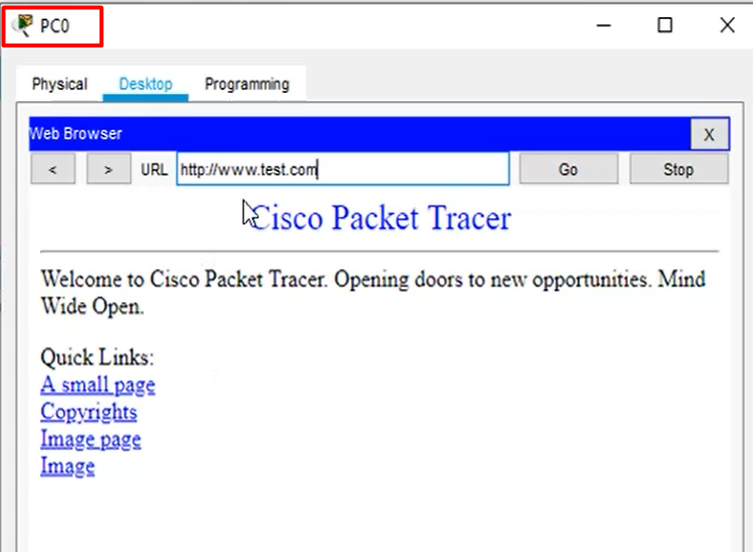 PC0
Physical Desktop Programming
Web Browser X
< > URL http://www.test.com Go Stop
Cisco Packet Tracer
Welcome to Cisco Packet Tracer. Opening doors to new opportunities. Mind
Wide Open.
Quick Links:
A small page
Copyrights
Image page
Image